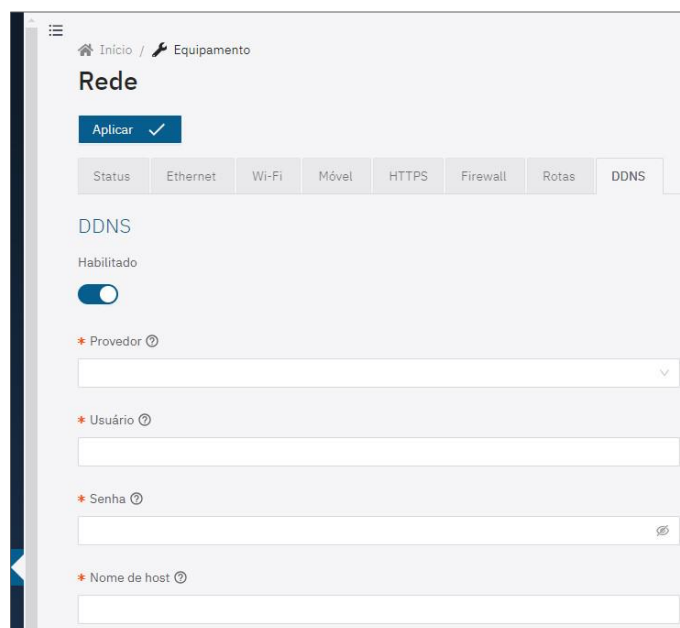 Início / Equipamento
Rede
Aplicar
Status Ethernet Wi-Fi Móvel HTTPS Firewall Rotas DDNS
DDNS
Habilitado
* Provedor
* Usuário
* Senha
* Nome de host